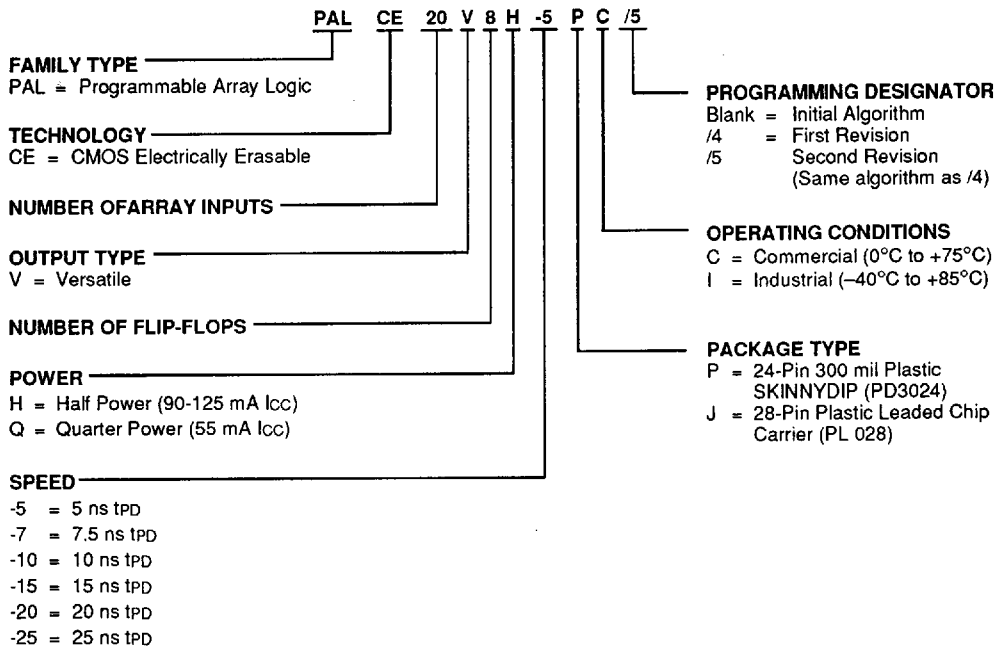 PAL CE 20 V 8 H -5 P C /5
FAMILY TYPE
PAL = Programmable Array Logic
TECHNOLOGY
CE = CMOS Electrically Erasable
NUMBER OFARRAY INPUTS
OUTPUT TYPE
V = Versatile
NUMBER OF FLIP-FLOPS
POWER
H = Half Power (90-125 mA ICC)
Q = Quarter Power (55 mA ICC)
SPEED
-5 = 5 ns tPD
-7 = 7.5 ns tPD
-10 = 10 ns tPD
-15 = 15 ns tPD
-20 = 20 ns tPD
-25 = 25 ns tPD
PROGRAMMING DESIGNATOR
Blank = Initial Algorithm
/4 = First Revision
/5 Second Revision
(Same algorithm as /4)
OPERATING CONDITIONS
C = Commercial (0°C to +75°C)
I = Industrial (–40°C to +85°C)
PACKAGE TYPE
P = 24-Pin 300 mil Plastic
SKINNYDIP (PD3024)
J = 28-Pin Plastic Leaded Chip
Carrier (PL 028)